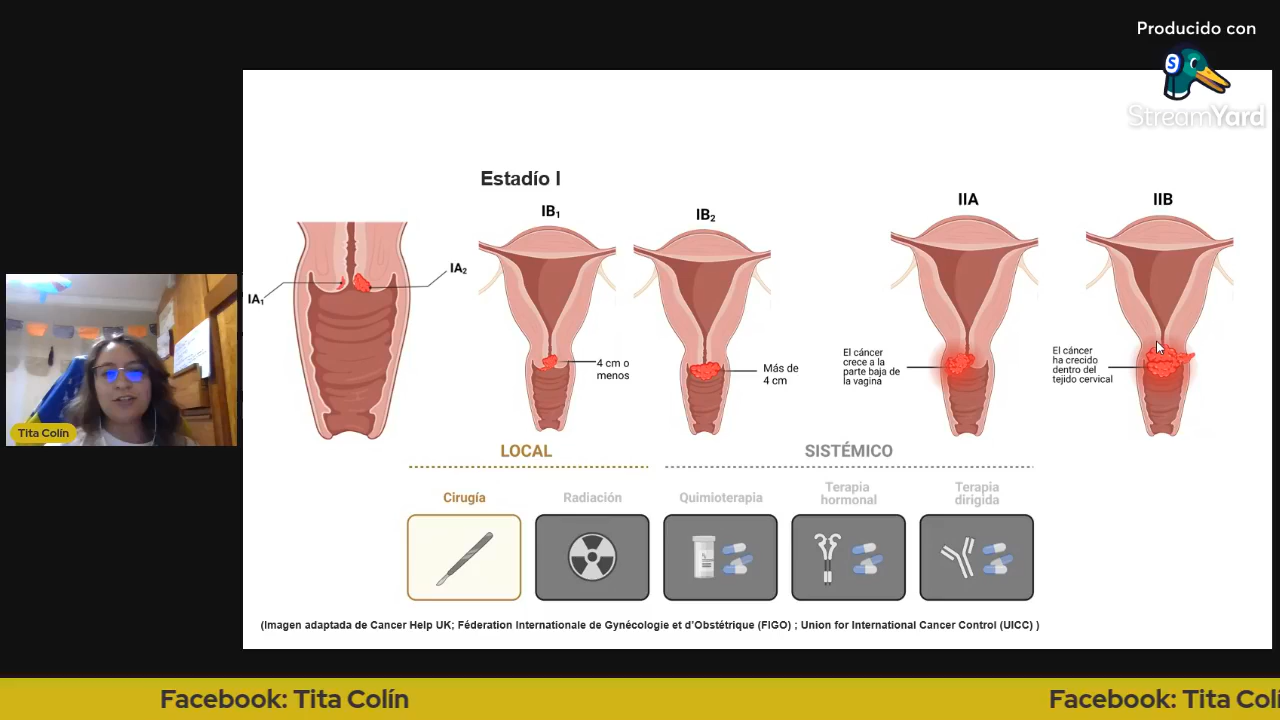 Producido con
StreamYard
Estadío I
IB₁
IB₂
IIA
IIB
IA₁
IA₂
4 cm o
menos
Más de
4 cm
El cáncer
crece a la
parte baja de
la vagina
El cáncer
ha crecido
dentro del
tejido cervical
Tita Colín
LOCAL
SISTÉMICO
Cirugía
Radiación
Quimioterapia
Terapia
hormonal
Terapia
dirigida
(Imagen adaptada de Cancer Help UK; Féderation Internationale de Gynécologie et d'Obstétrique (FIGO) ; Union for International Cancer Control (UICC) )
Facebook: Tita Colín
Facebook: Tita Colí